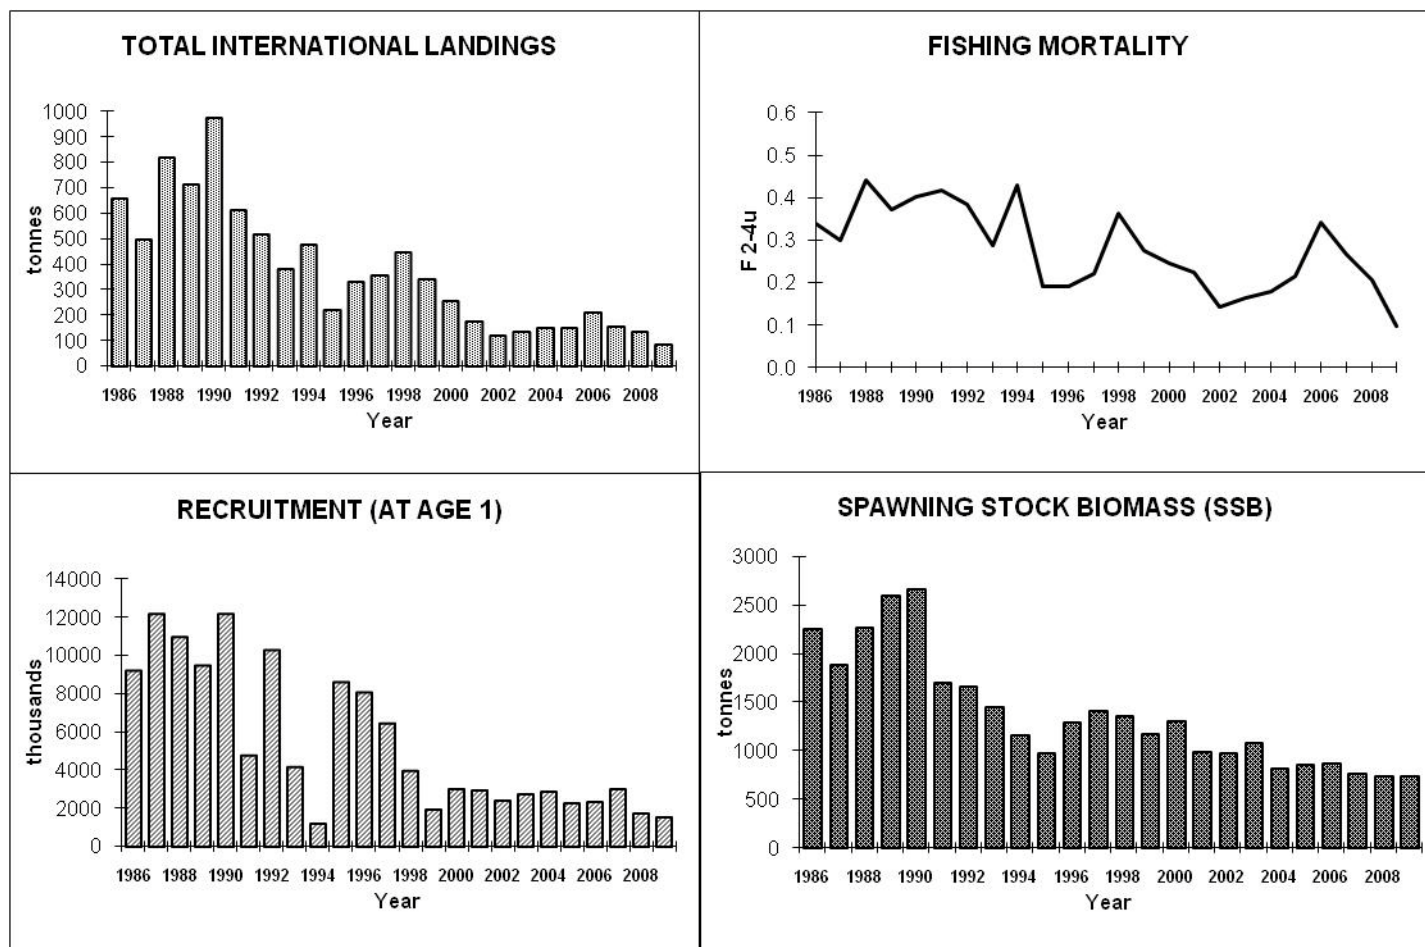 TOTAL INTERNATIONAL LANDINGS
1000
900
800
700
600
500
400
300
200
100
0
tonnes
1986 1988 1990 1992 1994 1996 1998 2000 2002 2004 2006 2008
Year
FISHING MORTALITY
0.6
0.5
0.4
0.3
0.2
0.1
0.0
F 2-4u
1986 1988 1990 1992 1994 1996 1998 2000 2002 2004 2006 2008
Year
RECRUITMENT (AT AGE 1)
14000
12000
10000
8000
6000
4000
2000
0
thousands
1986 1988 1990 1992 1994 1996 1998 2000 2002 2004 2006 2008
Year
SPAWNING STOCK BIOMASS (SSB)
3000
2500
2000
1500
1000
500
0
tonnes
1986 1988 1990 1992 1994 1996 1998 2000 2002 2004 2006 2008
Year